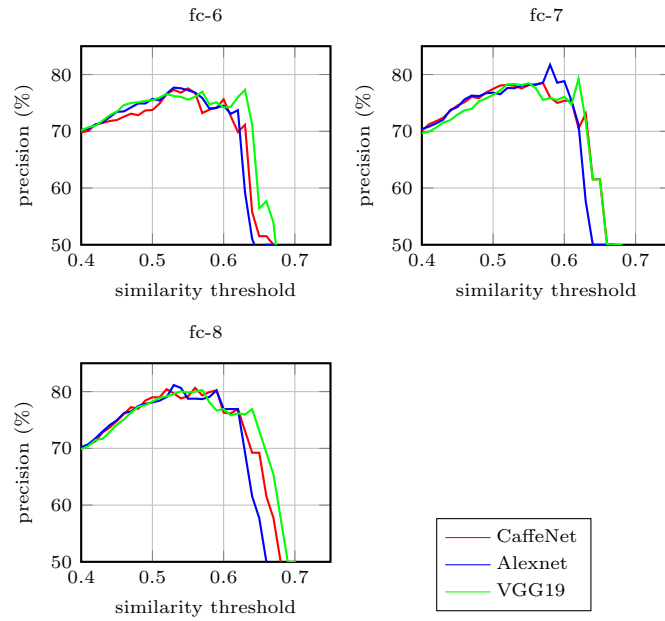 fc-6
80
70
60
50
0.4 0.5 0.6 0.7
similarity threshold
precision (%)
fc-7
80
70
60
50
0.4 0.5 0.6 0.7
similarity threshold
precision (%)
fc-8
80
70
60
50
0.4 0.5 0.6 0.7
similarity threshold
precision (%)
CaffeNet
Alexnet
VGG19